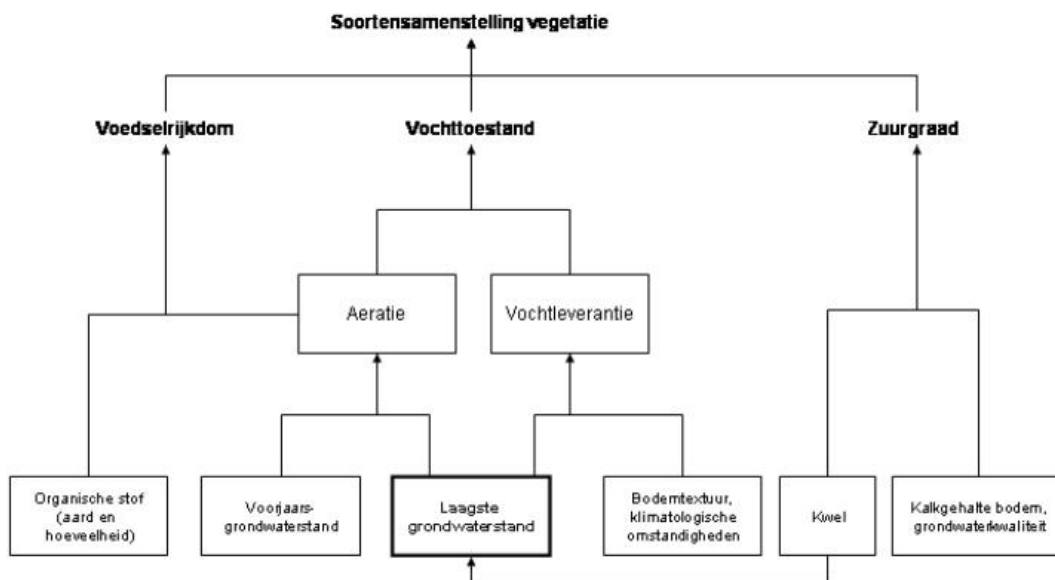 Soortensamenstelling vegetatie
Voedselrijkdom
Vochttoestand
Zuurgraad
Aeratie
Vochtleverantie
Organische stof
(aard en
hoeveelheid)
Voorjaars-
grondwaterstand
Laagste
grondwaterstand
Bodemtextuur,
klimatologische
omstandigheden
Kwel
Kalkgehalte bodem,
grondwaterkwaliteit